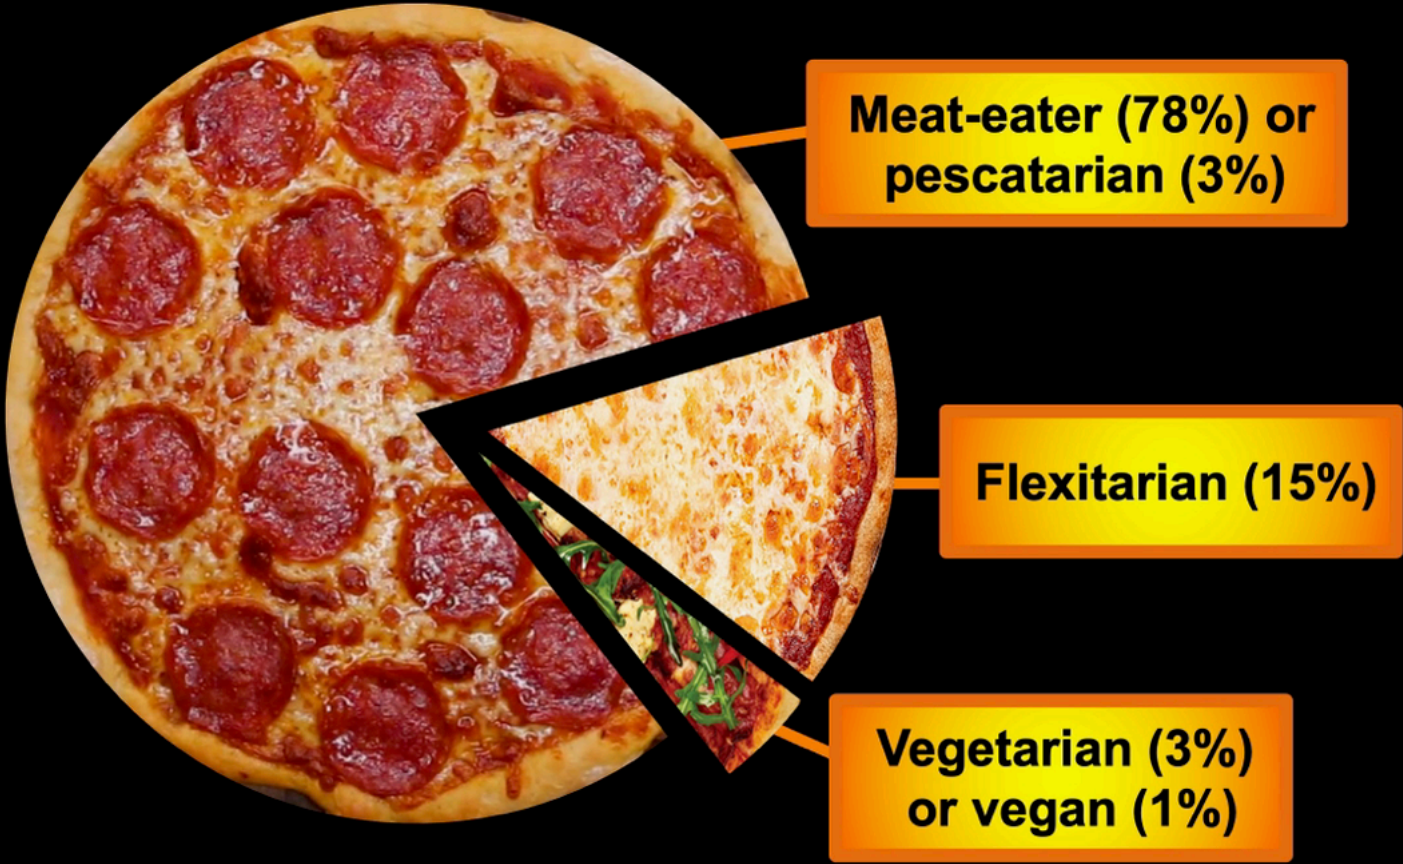 Meat-eater (78%) or
pescatarian (3%)
Flexitarian (15%)
Vegetarian (3%)
or vegan (1%)